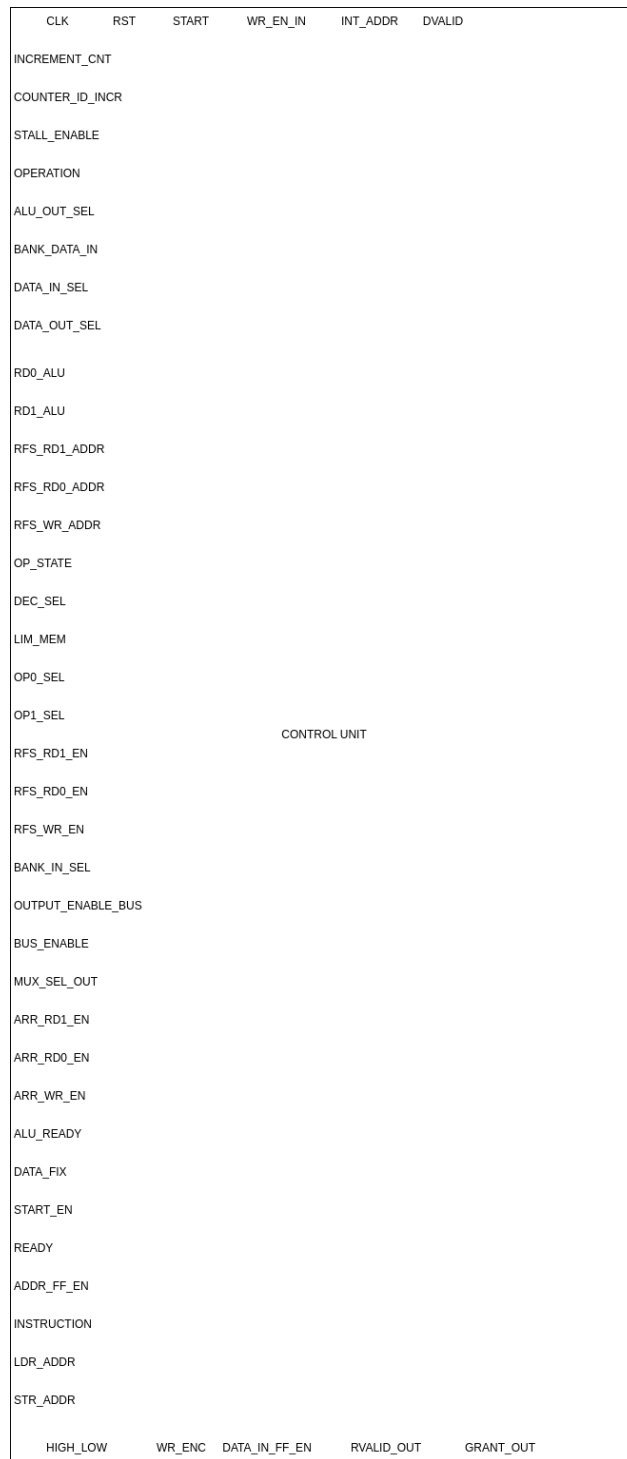 CLK RST START WR_EN_IN INT_ADDR DVALID
INCREMENT_CNT
COUNTER_ID_INCR
STALL_ENABLE
OPERATION
ALU_OUT_SEL
BANK_DATA_IN
DATA_IN_SEL
DATA_OUT_SEL
RD0_ALU
RD1_ALU
RFS_RD1_ADDR
RFS_RD0_ADDR
RFS_WR_ADDR
OP_STATE
DEC_SEL
LIM_MEM
OP0_SEL
OP1_SEL
CONTROL UNIT
RFS_RD1_EN
RFS_RD0_EN
RFS_WR_EN
BANK_IN_SEL
OUTPUT_ENABLE_BUS
BUS_ENABLE
MUX_SEL_OUT
ARR_RD1_EN
ARR_RD0_EN
ARR_WR_EN
ALU_READY
DATA_FIX
START_EN
READY
ADDR_FF_EN
INSTRUCTION
LDR_ADDR
STR_ADDR
HIGH_LOW WR_ENC DATA_IN_FF_EN RVALID_OUT GRANT_OUT